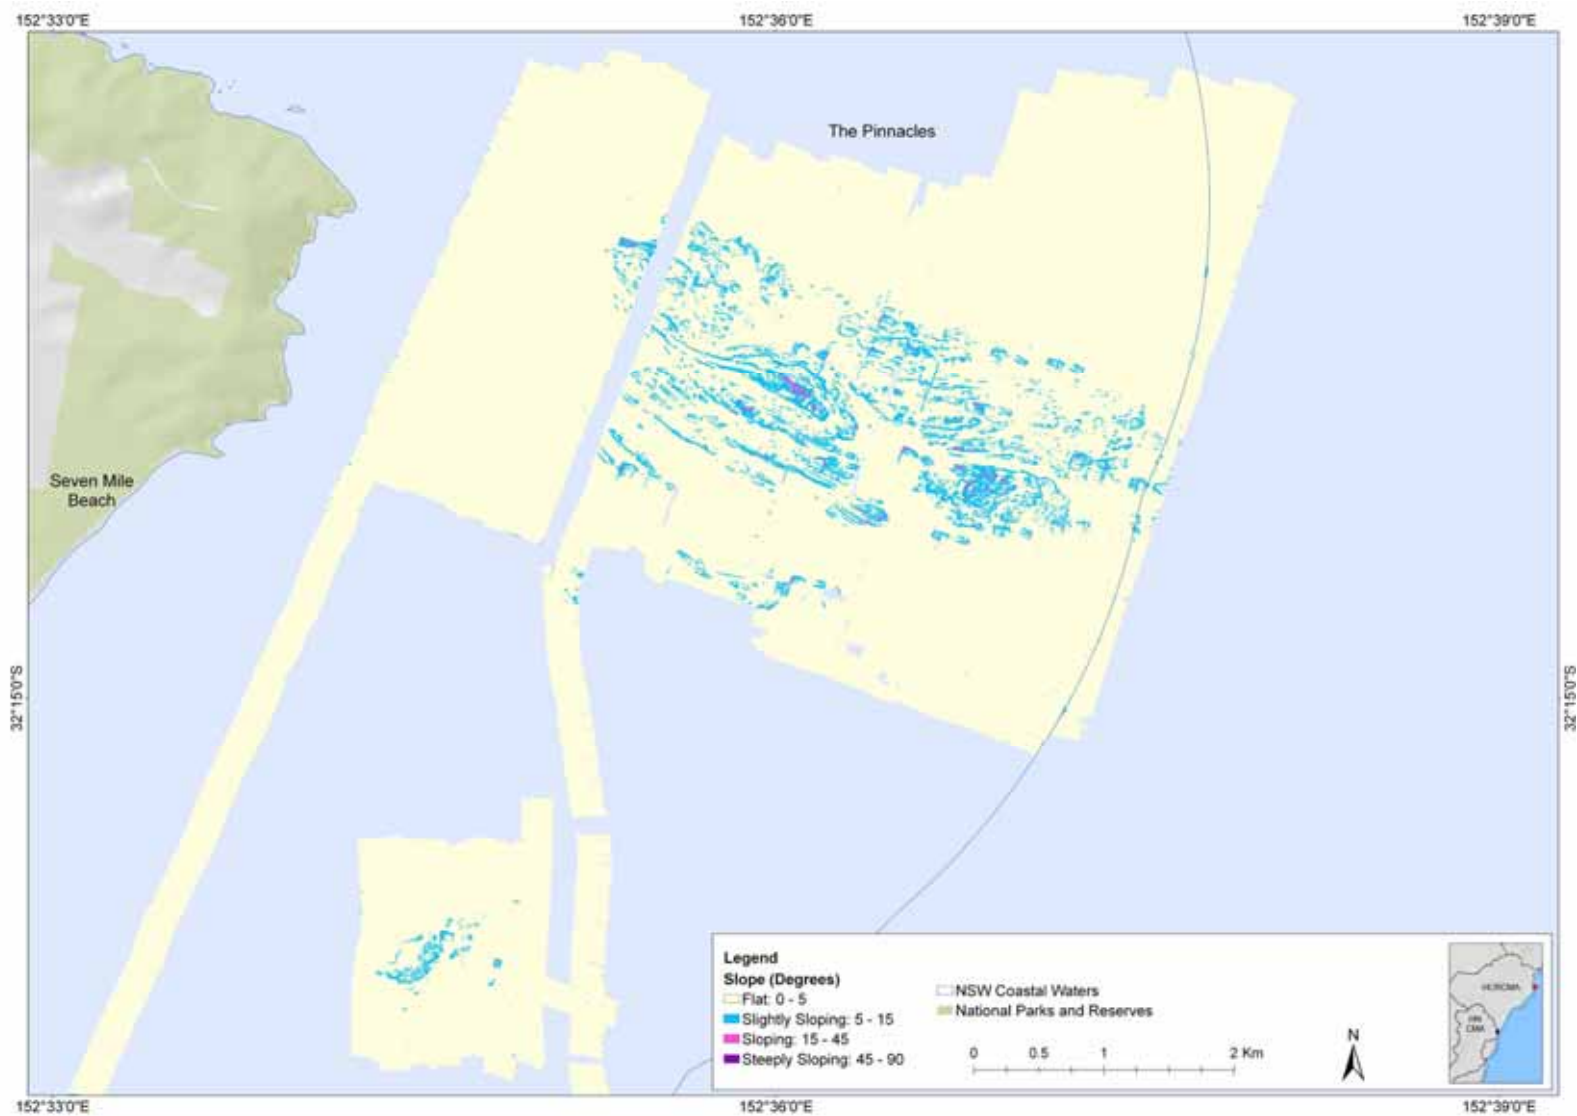 152°33'0"E
152°36'0"E
152°39'0"E
The Pinnacles
Seven Mile
Beach
32°15'0"S
32°15'0"S
Legend
Slope (Degrees)
Flat: 0 - 5
Slightly Sloping: 5 - 15
Sloping: 15 - 45
Steeply Sloping: 45 - 90
NSW Coastal Waters
National Parks and Reserves
0 0.5 1 2 Km
N
CMA
152°33'0"E
152°36'0"E
152°39'0"E